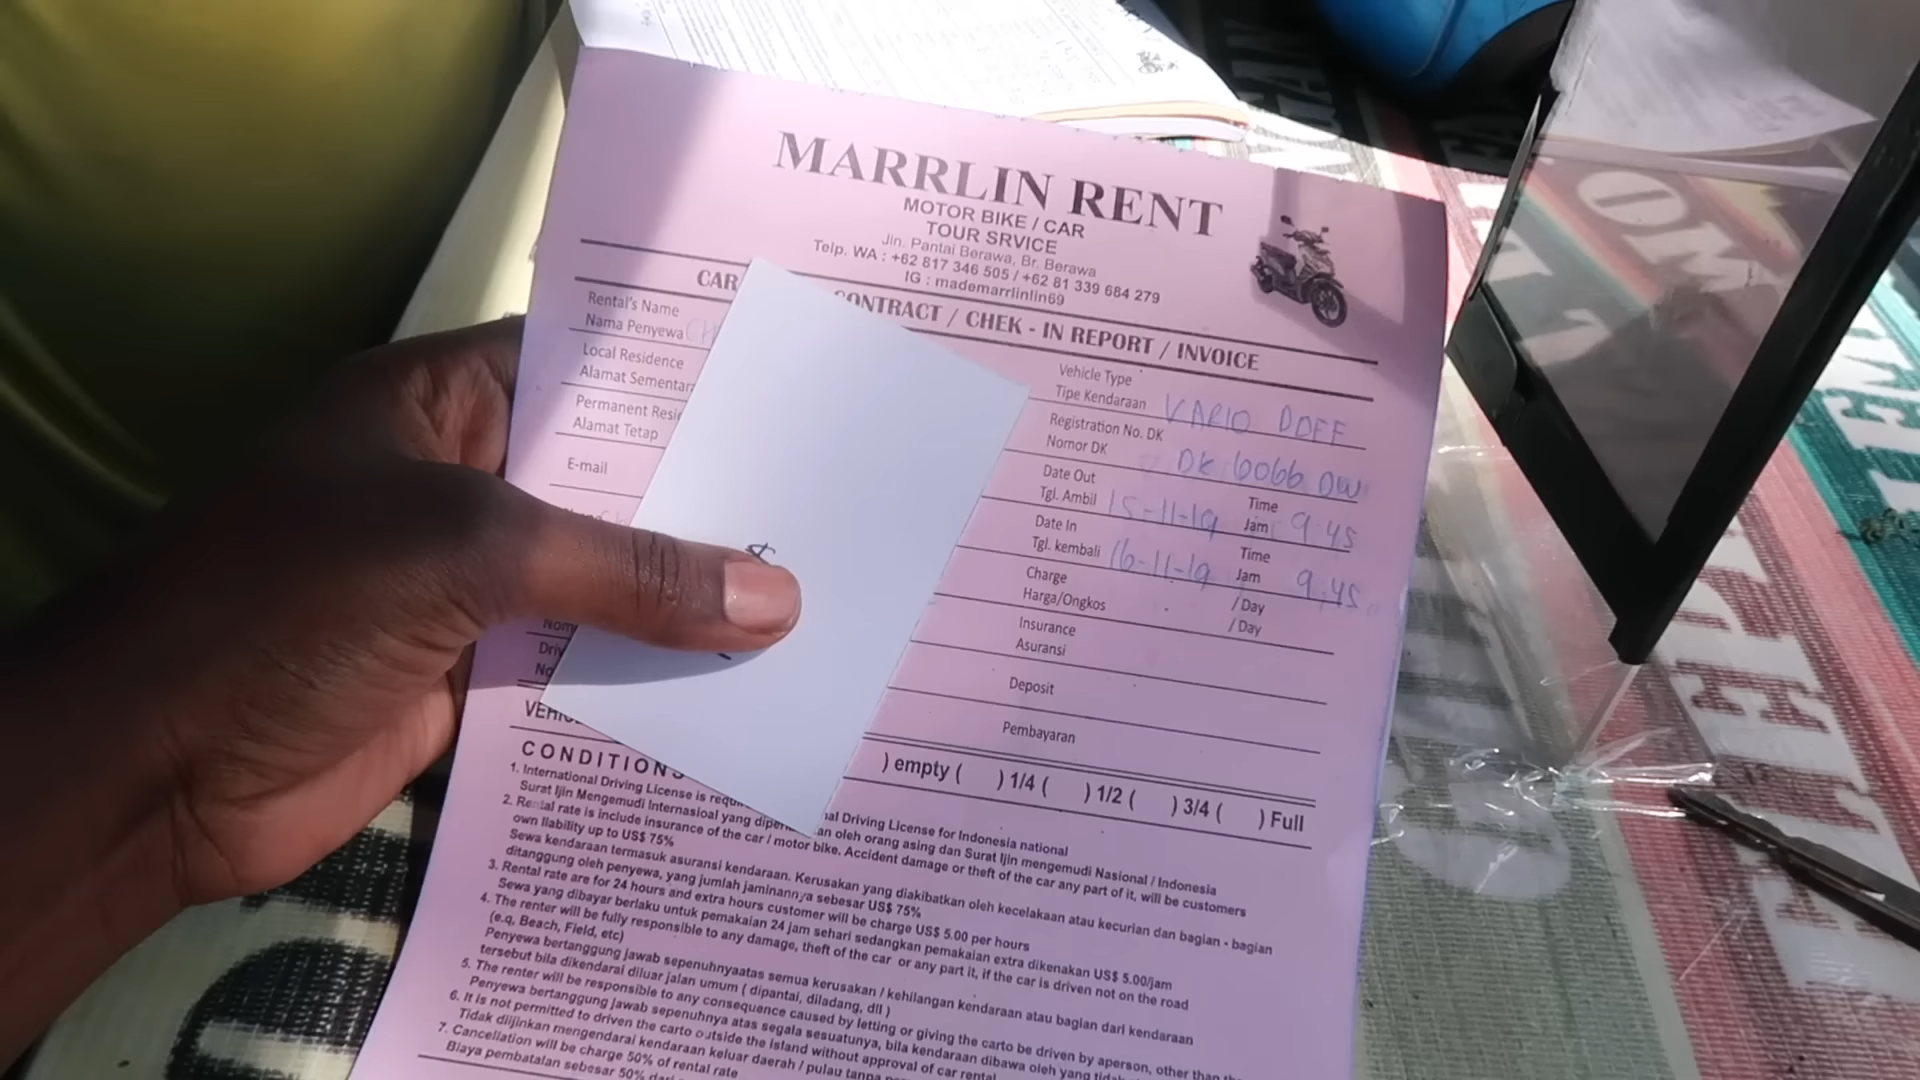 MARRLIN RENT
MOTOR BIKE / CAR
TOUR SRVICE
Jln. Pantai Berawa, Br. Berawa
Telp. WA : +62 817 346 505 / +62 81 339 684 279
IG : mademarrlinlin69
CAR CONTRACT / CHEK - IN REPORT / INVOICE
Rental's Name
Nama Penyewa
Local Residence
Alamat Sementara
Permanent
Alamat Tetap
E-mail
Vehicle Type
Tipe Kendaraan VARIO DOFF
Registration No. DK
Nomor DK DK 6066 OW
Date Out Time
Tgl. Ambil 15-11-19 Jam 9.45
Date In Time
Tgl. kembali 16-11-19 Jam 9.45
Charge / Day
Harga/Ongkos / Day
Insurance
Asuransi
Deposit
Pembayaran
) empty ( ) 1/4 ( ) 1/2 ( ) 3/4 ( ) Full
CONDITIONS
1. International Driving License is Driving License for Indonesia national
Surat Ijin Mengemudi Internasioal yang oleh orang asing dan Surat Ijin mengemudi Nasional / Indonesia
2. Rental rate is include insurance of the car / motor bike. Accident damage or theft of the car any part of it, will be customers
own liability up to US$ 75%
Sewa kendaraan termasuk asuransi kendaraan. Kerusakan yang diakibatkan oleh kecelakaan atau kecurian dan bagian - bagian
ditanggung oleh penyewa, yang jumlah jaminannya sebesar US$ 75%
3. Rental rate are for 24 hours and extra hours customer will be charge US$ 5.00 per hours
Sewa yang dibayar berlaku untuk pemakaian 24 jam sehari sedangkan pemakaian extra dikenakan US$ 5.00/jam
4. The renter will be fully responsible to any damage, theft of the car or any part it, if the car is driven not on the road
(e.q, Beach, Field, etc)
Penyewa bertanggung jawab sepenuhnyaatas semua kerusakan / kehilangan kendaraan atau bagian dari kendaraan
tersebut bila dikendarai diluar jalan umum ( dipantai, diladang, dll )
5. The renter will be responsible to any consequence caused by letting or giving the carto be driven by aperson, other than
Penyewa bertanggung jawab sepenuhnya atas segala sesuatunya, bila kendaraan dibawa oleh yang
6. It is not permitted to driven the carto outside the island without approval of car rental
Tidak diijinkan mengendarai kendaraan keluar daerah / pulau tanpa
7. Cancellation will be charge 50% of rental rate
Biaya pembatalan sebesar 50%